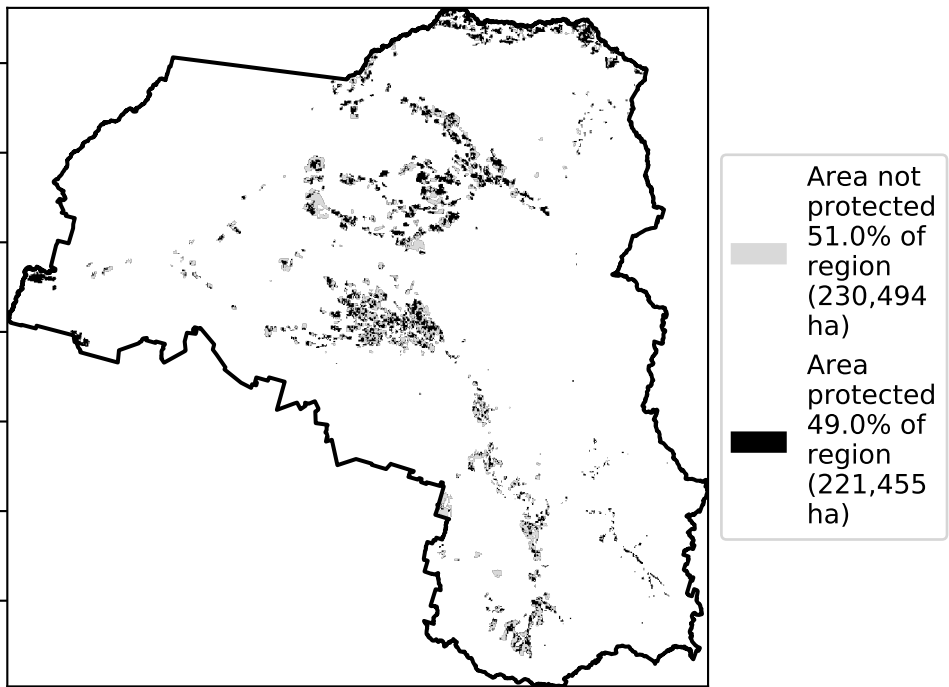 Area not
protected
51.0% of
region
(230,494
ha)
Area
protected
49.0% of
region
(221,455
ha)